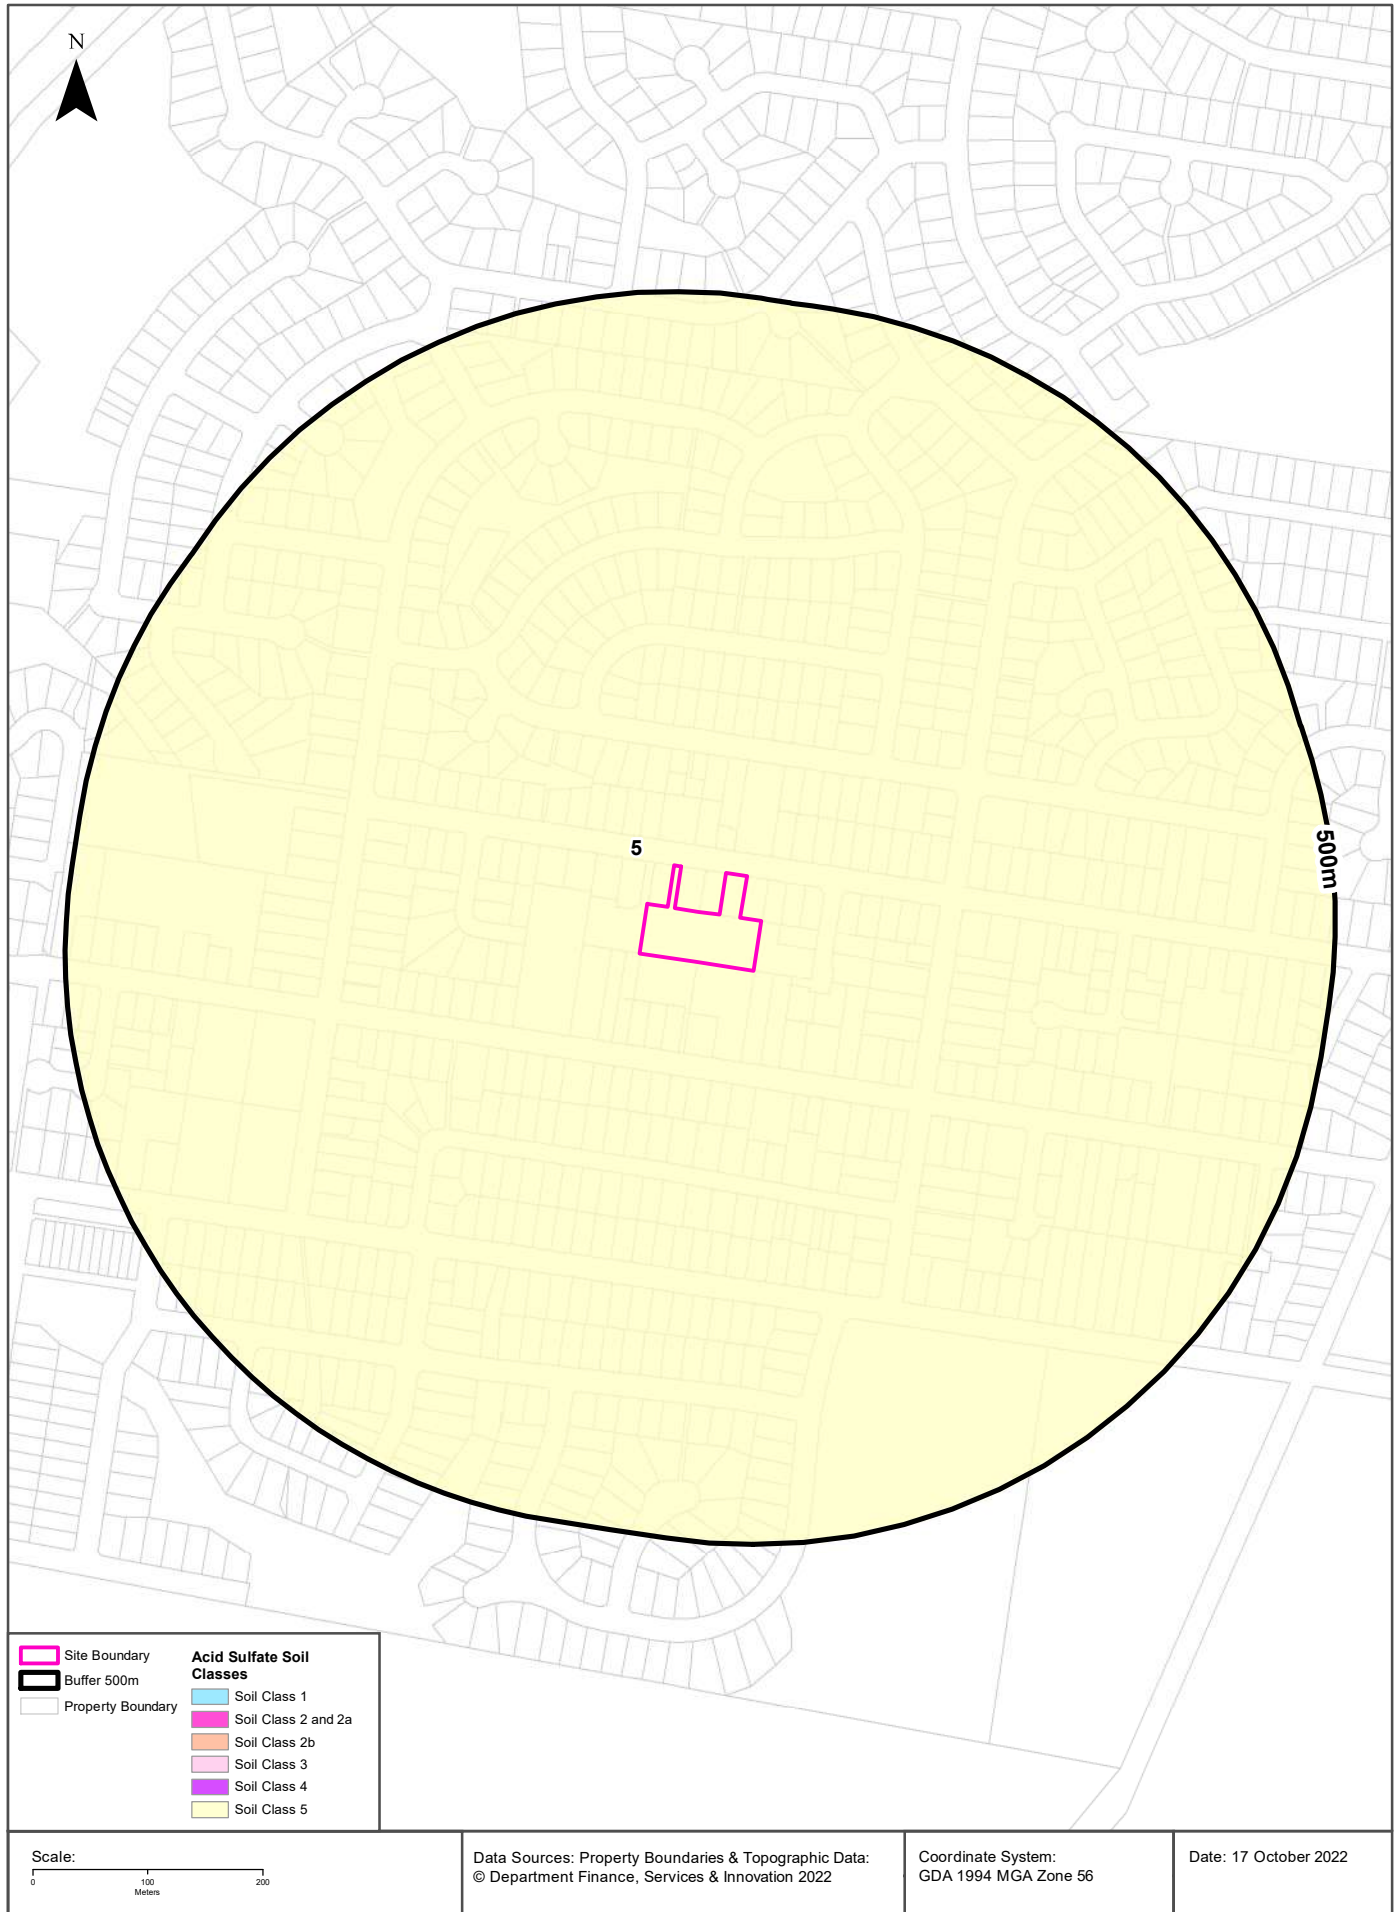 N
5
500m
Site Boundary
Buffer 500m
Property Boundary
Acid Sulfate Soil
Classes
Soil Class 1
Soil Class 2 and 2a
Soil Class 2b
Soil Class 3
Soil Class 4
Soil Class 5
Scale:
0 100 200
Meters
Data Sources: Property Boundaries & Topographic Data:
© Department Finance, Services & Innovation 2022
Coordinate System:
GDA 1994 MGA Zone 56
Date: 17 October 2022